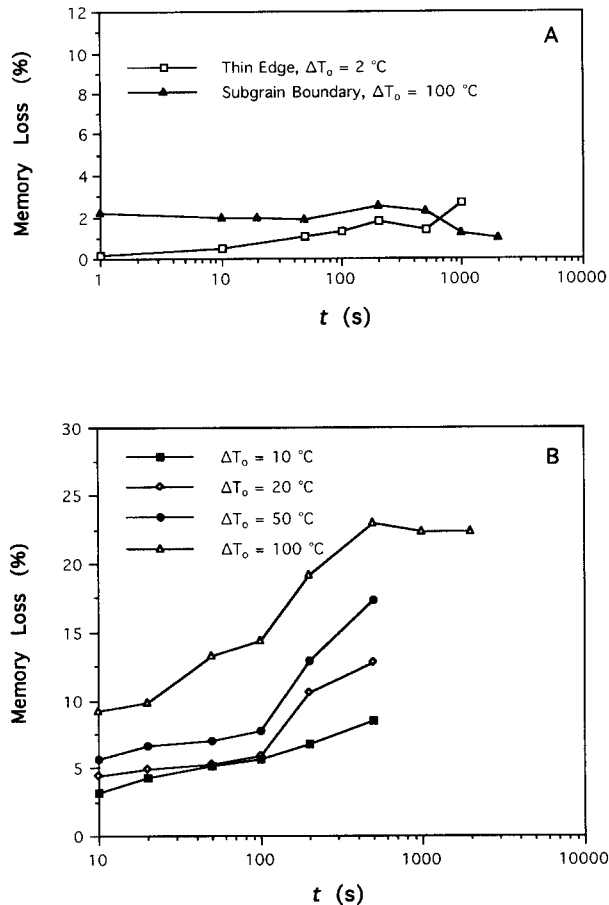 A
12
10
8
6
4
2
0
Memory Loss (%)
Thin Edge, ΔTₒ = 2 °C
Subgrain Boundary, ΔTₒ = 100 °C
1 10 100 1000 10000
t (s)
B
30
25
20
15
10
5
0
Memory Loss (%)
ΔTₒ = 10 °C
ΔTₒ = 20 °C
ΔTₒ = 50 °C
ΔTₒ = 100 °C
10 100 1000 10000
t (s)